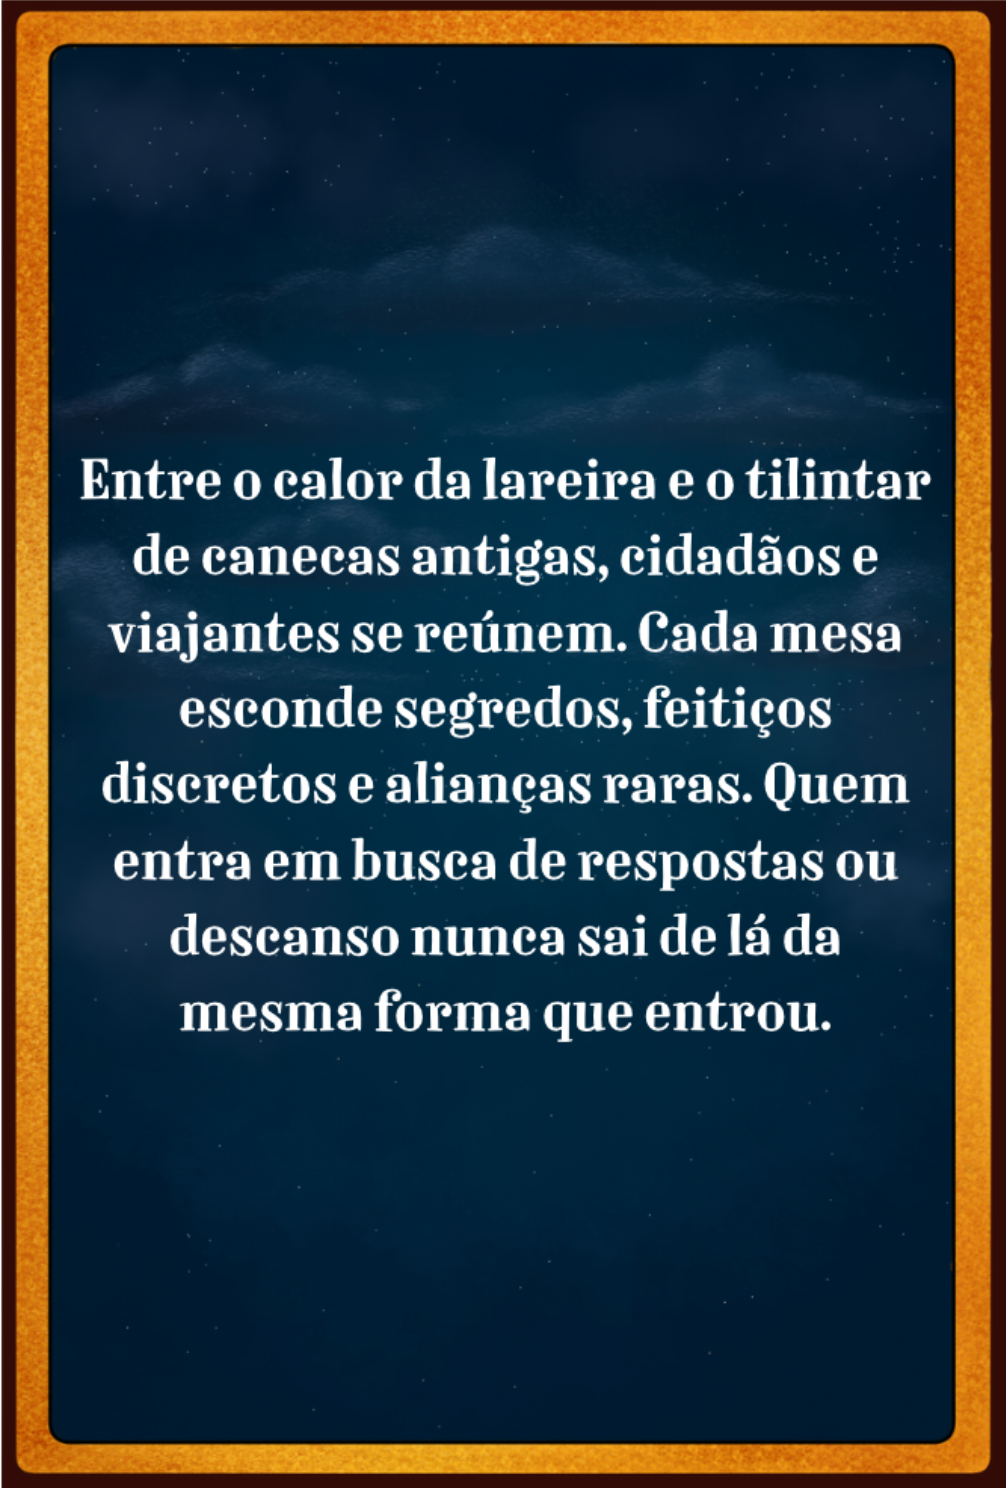 Entre o calor da lareira e o tilintar
de canecas antigas, cidadãos e
viajantes se reúnem. Cada mesa
esconde segredos, feitiços
discretos e alianças raras. Quem
entra em busca de respostas ou
descanso nunca sai de lá da
mesma forma que entrou.